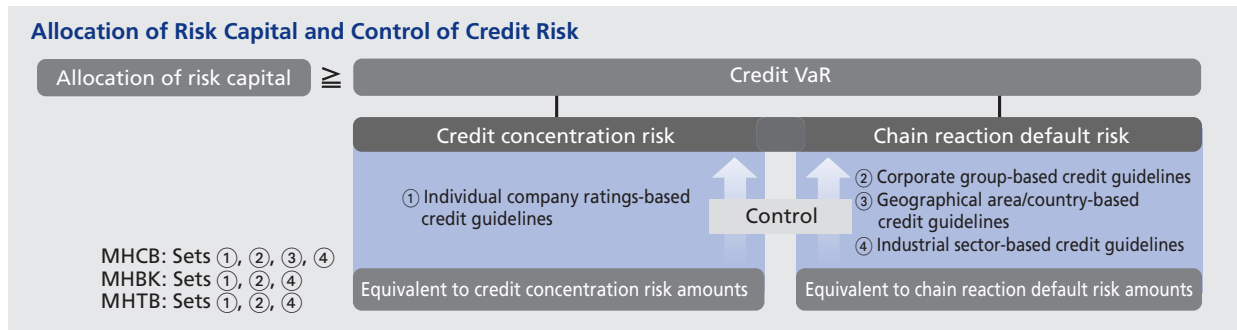 Allocation of Risk Capital and Control of Credit Risk
Allocation of risk capital
≧
Credit VaR
Credit concentration risk
Chain reaction default risk
① Individual company ratings-based
credit guidelines
② Corporate group-based credit guidelines
③ Geographical area/country-based
credit guidelines
④ Industrial sector-based credit guidelines
Control
MHCB: Sets ①, ②, ③, ④
MHBK: Sets ①, ②, ④
MHTB: Sets ①, ②, ④
Equivalent to credit concentration risk amounts
Equivalent to chain reaction default risk amounts